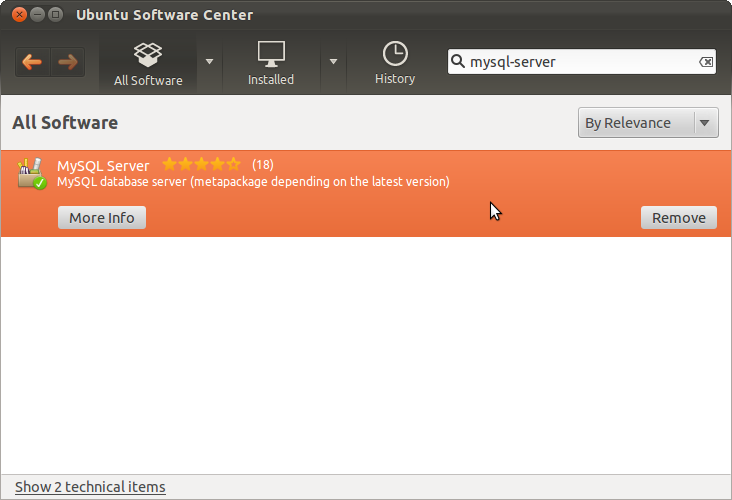 Ubuntu Software Center
All Software
Installed
History
mysql-server
All Software
By Relevance
MySQL Server (18)
MySQL database server (metapackage depending on the latest version)
More Info
Remove
Show 2 technical items